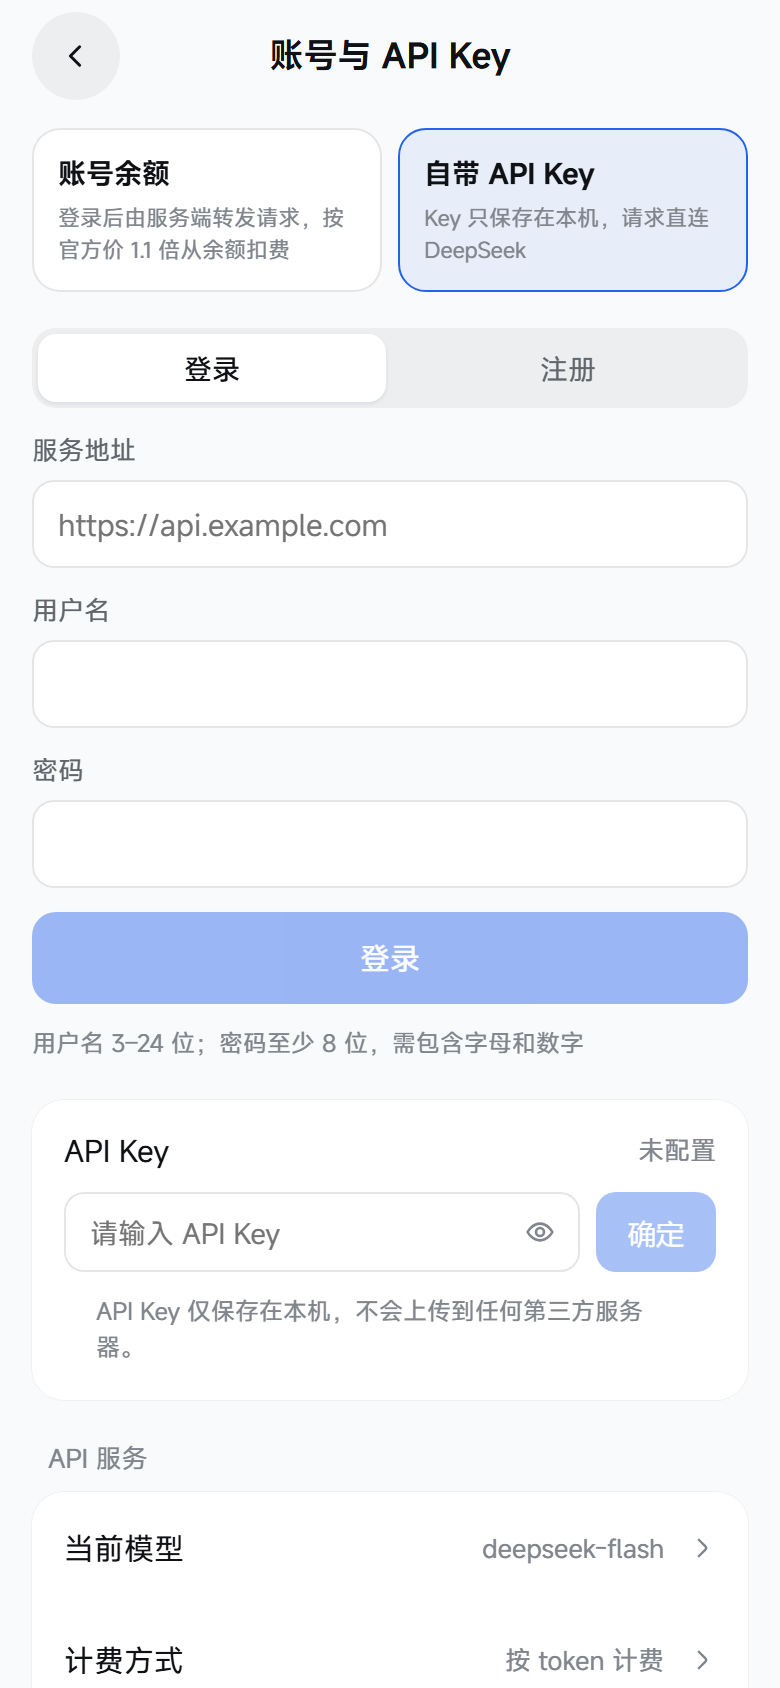 账号与 API Key
账号余额
登录后由服务端转发请求，按
官方价 1.1 倍从余额扣费
自带 API Key
Key 只保存在本机，请求直连
DeepSeek
登录
注册
服务地址
https://api.example.com
用户名
密码
登录
用户名 3–24 位；密码至少 8 位，需包含字母和数字
API Key
未配置
请输入 API Key
确定
API Key 仅保存在本机，不会上传到任何第三方服务
器。
API 服务
当前模型
deepseek-flash
计费方式
按 token 计费